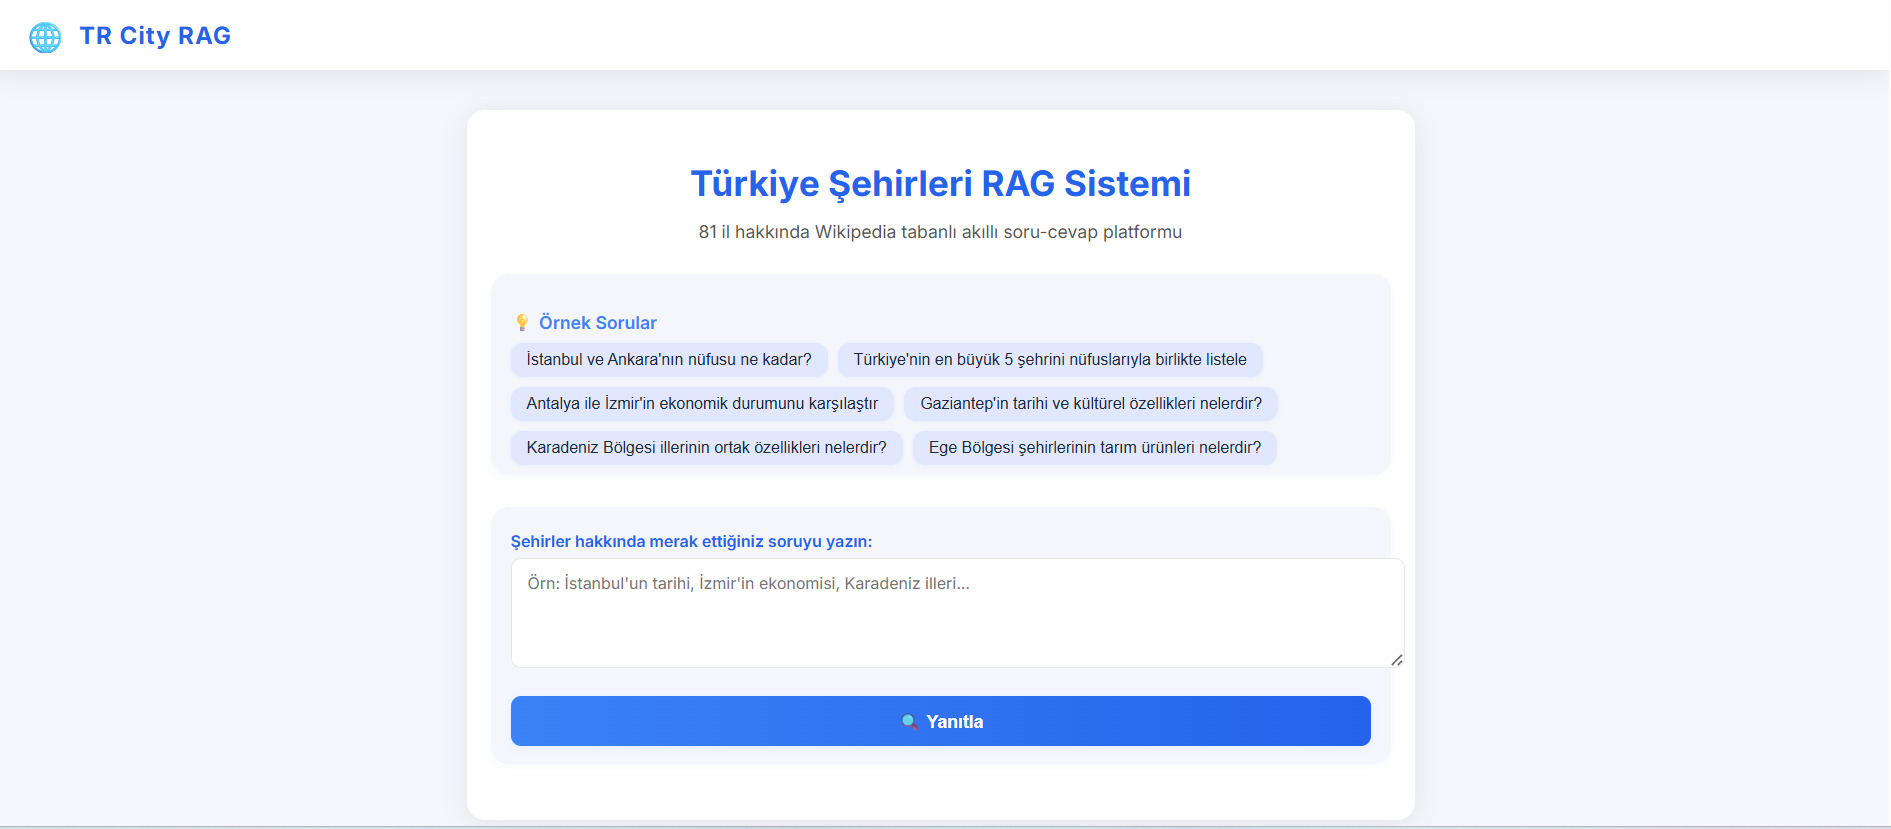 TR City RAG
Türkiye Şehirleri RAG Sistemi
81 il hakkında Wikipedia tabanlı akıllı soru-cevap platformu
Örnek Sorular
İstanbul ve Ankara'nın nüfusu ne kadar?
Türkiye'nin en büyük 5 şehrini nüfuslarıyla birlikte listele
Antalya ile İzmir'in ekonomik durumunu karşılaştır
Gaziantep'in tarihi ve kültürel özellikleri nelerdir?
Karadeniz Bölgesi illerinin ortak özellikleri nelerdir?
Ege Bölgesi şehirlerinin tarım ürünleri nelerdir?
Şehirler hakkında merak ettiğiniz soruyu yazın:
Örn: İstanbul'un tarihi, İzmir'in ekonomisi, Karadeniz illeri...
Yanıtla